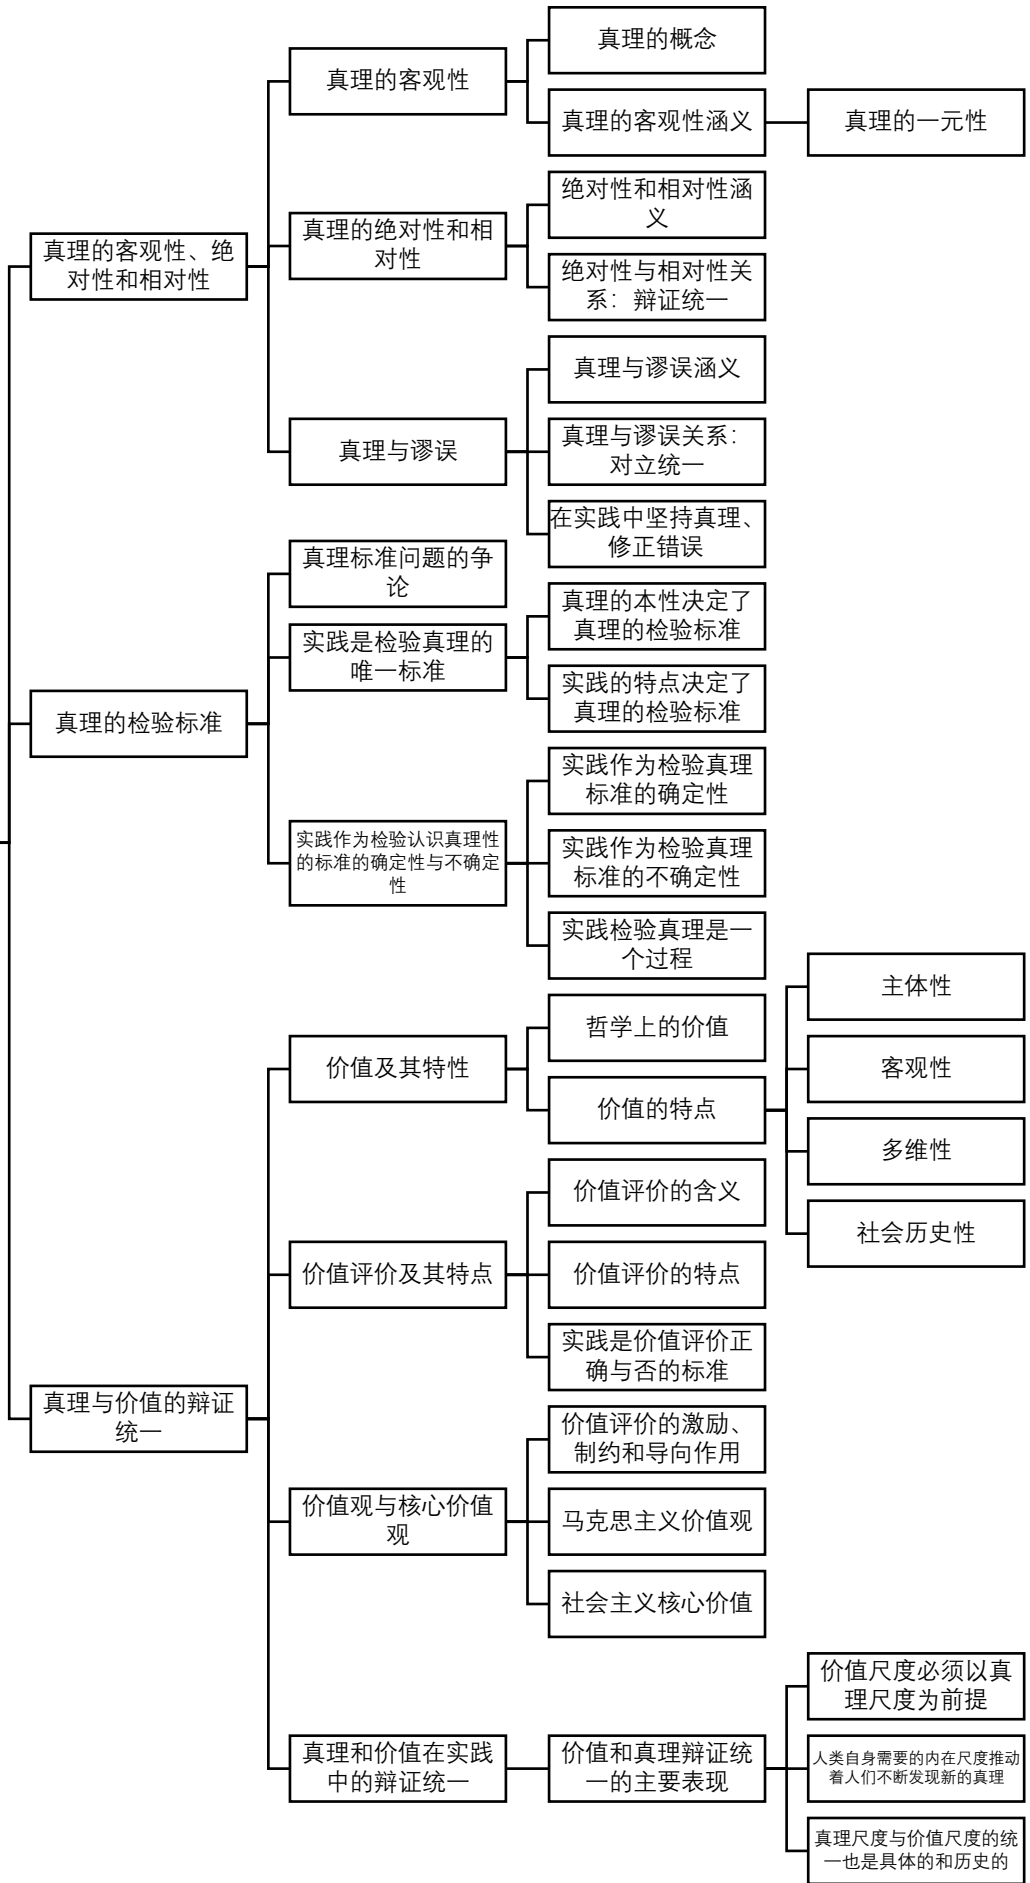 真理的概念
真理的客观性
真理的客观性涵义
真理的一元性
绝对性和相对性涵
义
真理的绝对性和相
对性
真理的客观性、绝
对性和相对性
绝对性与相对性关
系：辩证统一
真理与谬误涵义
真理与谬误
真理与谬误关系：
对立统一
在实践中坚持真理、
修正错误
真理标准问题的争
论
真理的本性决定了
真理的检验标准
实践是检验真理的
唯一标准
实践的特点决定了
真理的检验标准
真理的检验标准
实践作为检验真理
标准的确定性
实践作为检验认识真理性
的标准的确定性与不确定
性
实践作为检验真理
标准的不确定性
实践检验真理是一
个过程
主体性
哲学上的价值
价值及其特性
客观性
价值的特点
多维性
价值评价的含义
社会历史性
价值评价及其特点
价值评价的特点
实践是价值评价正
确与否的标准
真理与价值的辩证
统一
价值评价的激励、
制约和导向作用
价值观与核心价值
观
马克思主义价值观
社会主义核心价值
价值尺度必须以真
理尺度为前提
真理和价值在实践
中的辩证统一
价值和真理辩证统
一的主要表现
人类自身需要的内在尺度推动
着人们不断发现新的真理
真理尺度与价值尺度的统
一也是具体的和历史的